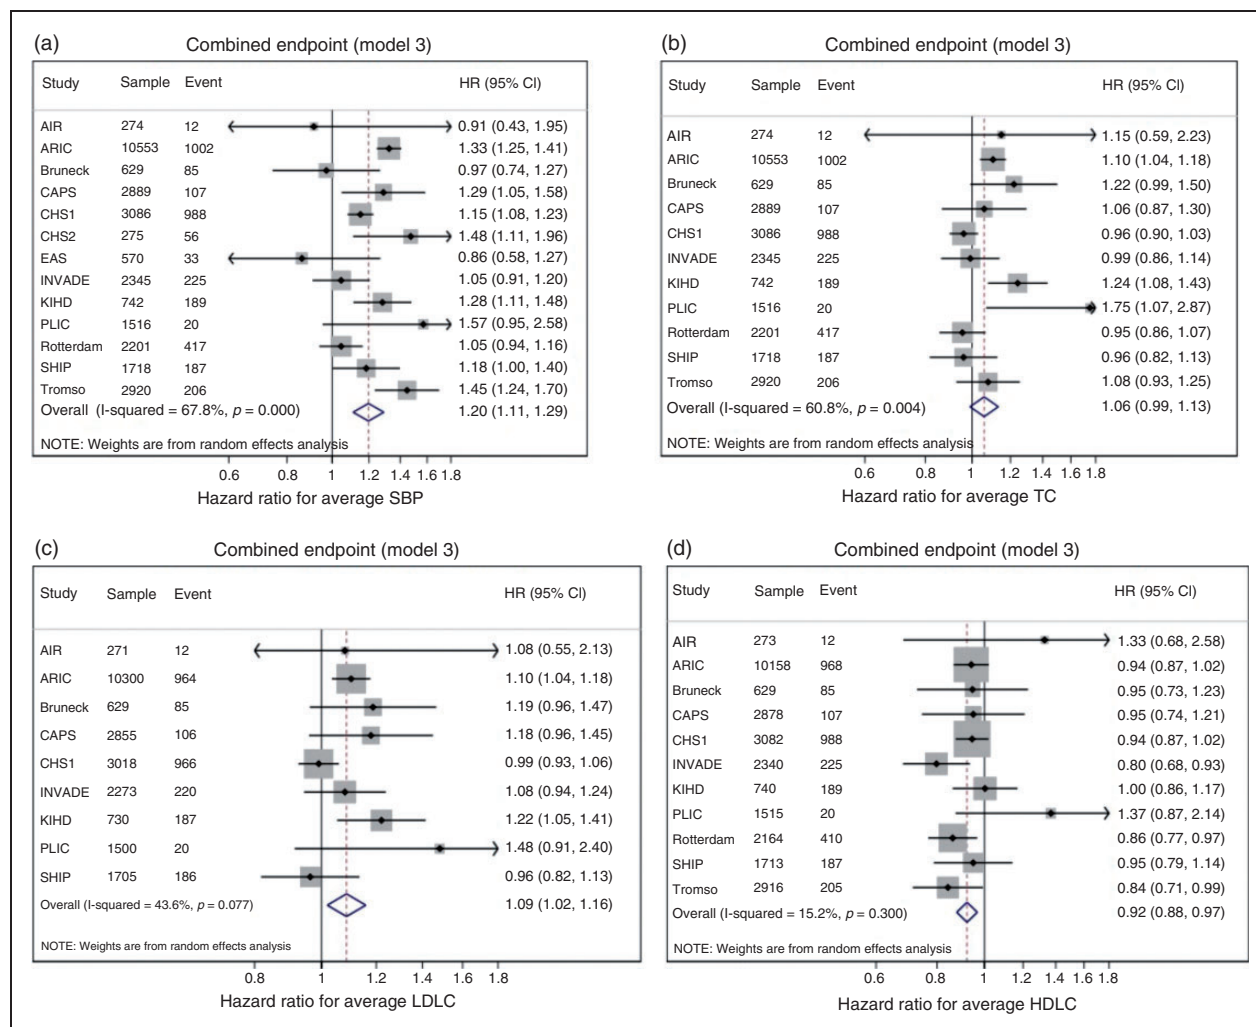 (a)
Combined endpoint (model 3)
Study Sample Event HR (95% CI)
AIR 274 12 0.91 (0.43, 1.95)
ARIC 10553 1002 1.33 (1.25, 1.41)
Bruneck 629 85 0.97 (0.74, 1.27)
CAPS 2889 107 1.29 (1.05, 1.58)
CHS1 3086 988 1.15 (1.08, 1.23)
CHS2 275 56 1.48 (1.11, 1.96)
EAS 570 33 0.86 (0.58, 1.27)
INVADE 2345 225 1.05 (0.91, 1.20)
KIHD 742 189 1.28 (1.11, 1.48)
PLIC 1516 20 1.57 (0.95, 2.58)
Rotterdam 2201 417 1.05 (0.94, 1.16)
SHIP 1718 187 1.18 (1.00, 1.40)
Tromso 2920 206 1.45 (1.24, 1.70)
Overall (I-squared = 67.8%, p = 0.000) 1.20 (1.11, 1.29)
NOTE: Weights are from random effects analysis
0.6 0.8 1 1.2 1.4 1.6 1.8
Hazard ratio for average SBP
(b)
Combined endpoint (model 3)
Study Sample Event HR (95% CI)
AIR 274 12 1.15 (0.59, 2.23)
ARIC 10553 1002 1.10 (1.04, 1.18)
Bruneck 629 85 1.22 (0.99, 1.50)
CAPS 2889 107 1.06 (0.87, 1.30)
CHS1 3086 988 0.96 (0.90, 1.03)
INVADE 2345 225 0.99 (0.86, 1.14)
KIHD 742 189 1.24 (1.08, 1.43)
PLIC 1516 20 1.75 (1.07, 2.87)
Rotterdam 2201 417 0.95 (0.86, 1.07)
SHIP 1718 187 0.96 (0.82, 1.13)
Tromso 2920 206 1.08 (0.93, 1.25)
Overall (I-squared = 60.8%, p = 0.004) 1.06 (0.99, 1.13)
NOTE: Weights are from random effects analysis
0.6 0.8 1 1.2 1.4 1.6 1.8
Hazard ratio for average TC
(c)
Combined endpoint (model 3)
Study Sample Event HR (95% CI)
AIR 271 12 1.08 (0.55, 2.13)
ARIC 10300 964 1.10 (1.04, 1.18)
Bruneck 629 85 1.19 (0.96, 1.47)
CAPS 2855 106 1.18 (0.96, 1.45)
CHS1 3018 966 0.99 (0.93, 1.06)
INVADE 2273 220 1.08 (0.94, 1.24)
KIHD 730 187 1.22 (1.05, 1.41)
PLIC 1500 20 1.48 (0.91, 2.40)
SHIP 1705 186 0.96 (0.82, 1.13)
Overall (I-squared = 43.6%, p = 0.077) 1.09 (1.02, 1.16)
NOTE: Weights are from random effects analysis
0.8 1 1.2 1.4 1.6 1.8
Hazard ratio for average LDLC
(d)
Combined endpoint (model 3)
Study Sample Event HR (95% CI)
AIR 273 12 1.33 (0.68, 2.58)
ARIC 10158 968 0.94 (0.87, 1.02)
Bruneck 629 85 0.95 (0.73, 1.23)
CAPS 2878 107 0.95 (0.74, 1.21)
CHS1 3082 988 0.94 (0.87, 1.02)
INVADE 2340 225 0.80 (0.68, 0.93)
KIHD 740 189 1.00 (0.86, 1.17)
PLIC 1515 20 1.37 (0.87, 2.14)
Rotterdam 2164 410 0.86 (0.77, 0.97)
SHIP 1713 187 0.95 (0.79, 1.14)
Tromso 2916 205 0.84 (0.71, 0.99)
Overall (I-squared = 15.2%, p = 0.300) 0.92 (0.88, 0.97)
NOTE: Weights are from random effects analysis
0.6 0.8 1 1.2 1.4 1.6 1.8
Hazard ratio for average HDLC